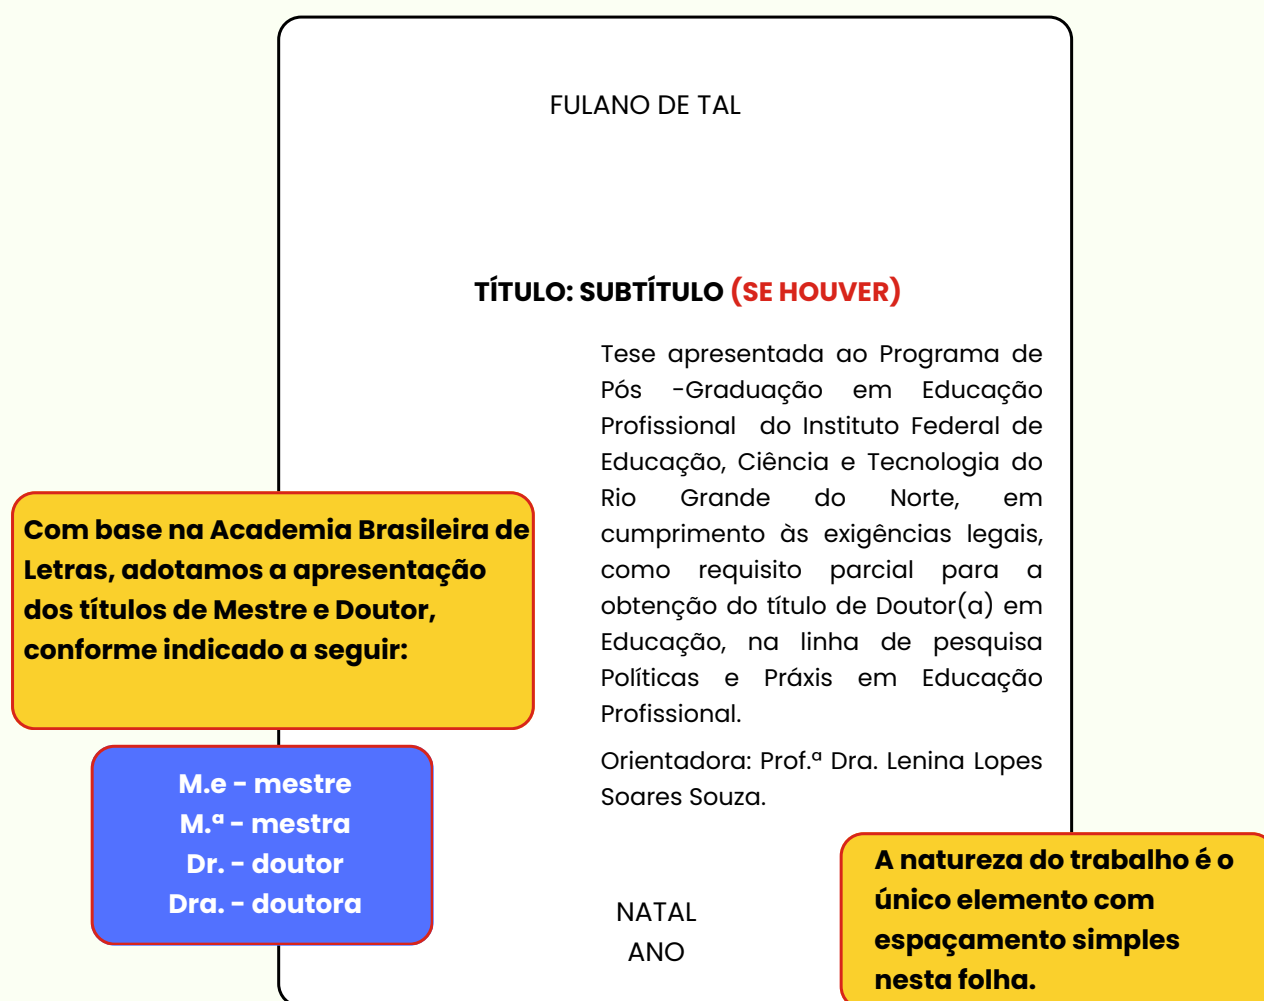 FULANO DE TAL
TÍTULO: SUBTÍTULO (SE HOUVER)
Tese apresentada ao Programa de
Pós -Graduação em Educação
Profissional do Instituto Federal de
Educação, Ciência e Tecnologia do
Rio Grande do Norte, em
cumprimento às exigências legais,
como requisito parcial para a
obtenção do título de Doutor(a) em
Educação, na linha de pesquisa
Políticas e Práxis em Educação
Profissional.
Orientadora: Prof.ª Dra. Lenina Lopes
Soares Souza.
Com base na Academia Brasileira de
Letras, adotamos a apresentação
dos títulos de Mestre e Doutor,
conforme indicado a seguir:
M.e - mestre
M.ª - mestra
Dr. - doutor
Dra. - doutora
NATAL
ANO
A natureza do trabalho é o
único elemento com
espaçamento simples
nesta folha.